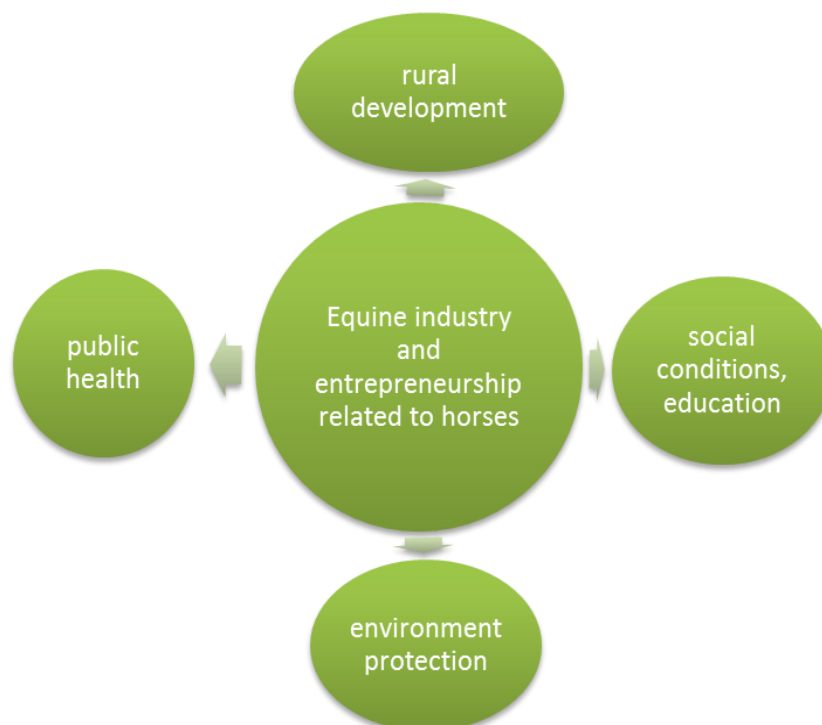 rural
development
Equine industry
and
entrepreneurship
related to horses
public
health
social
conditions,
education
environment
protection